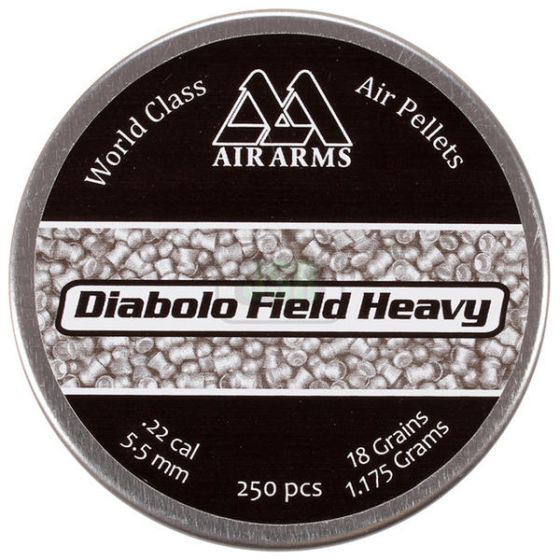 World Class
Air Pellets
AIR ARMS
Diabolo Field Heavy
.22 cal
5.5 mm
250 pcs
18 Grains
1.175 Grams